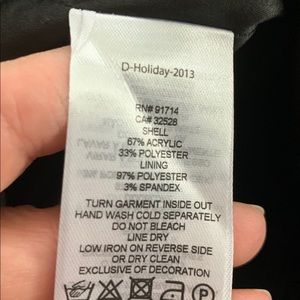 D-Holiday-2013
RN# 91714
CA# 32528
SHELL
67% ACRYLIC
33% POLYESTER
LINING
97% POLYESTER
3% SPANDEX
TURN GARMENT INSIDE OUT
HAND WASH COLD SEPARATELY
DO NOT BLEACH
LINE DRY
LOW IRON ON REVERSE SIDE
OR DRY CLEAN
EXCLUSIVE OF DECORATION